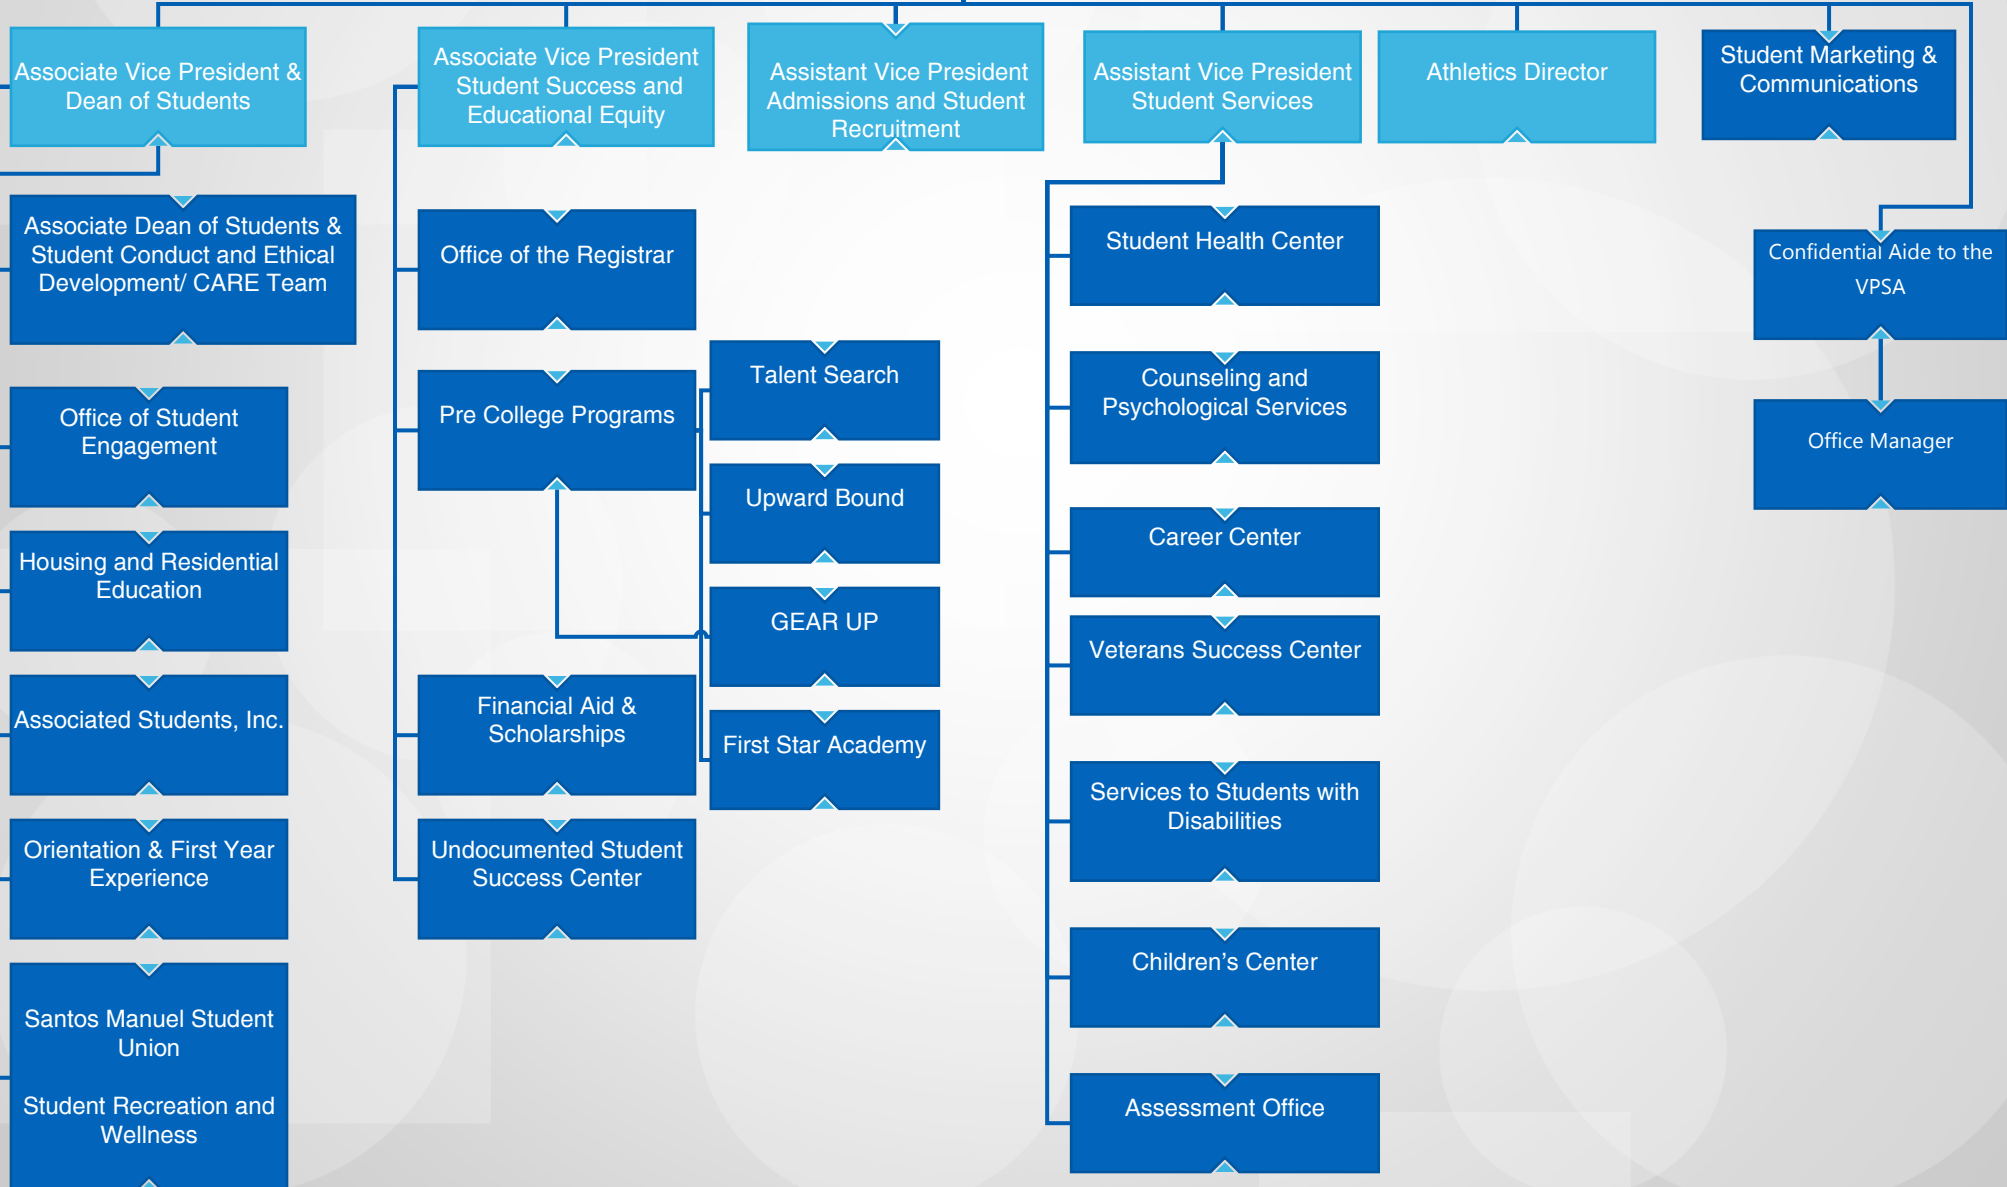 Associate Vice President &
Dean of Students
Associate Vice President
Student Success and
Educational Equity
Assistant Vice President
Admissions and Student
Recruitment
Assistant Vice President
Student Services
Athletics Director
Student Marketing &
Communications
Associate Dean of Students &
Student Conduct and Ethical
Development/ CARE Team
Office of Student
Engagement
Housing and Residential
Education
Associated Students, Inc.
Orientation & First Year
Experience
Santos Manuel Student
Union
Student Recreation and
Wellness
Office of the Registrar
Pre College Programs
Talent Search
Upward Bound
GEAR UP
First Star Academy
Financial Aid &
Scholarships
Undocumented Student
Success Center
Student Health Center
Counseling and
Psychological Services
Career Center
Veterans Success Center
Services to Students with
Disabilities
Children’s Center
Assessment Office
Confidential Aide to the
VPSA
Office Manager